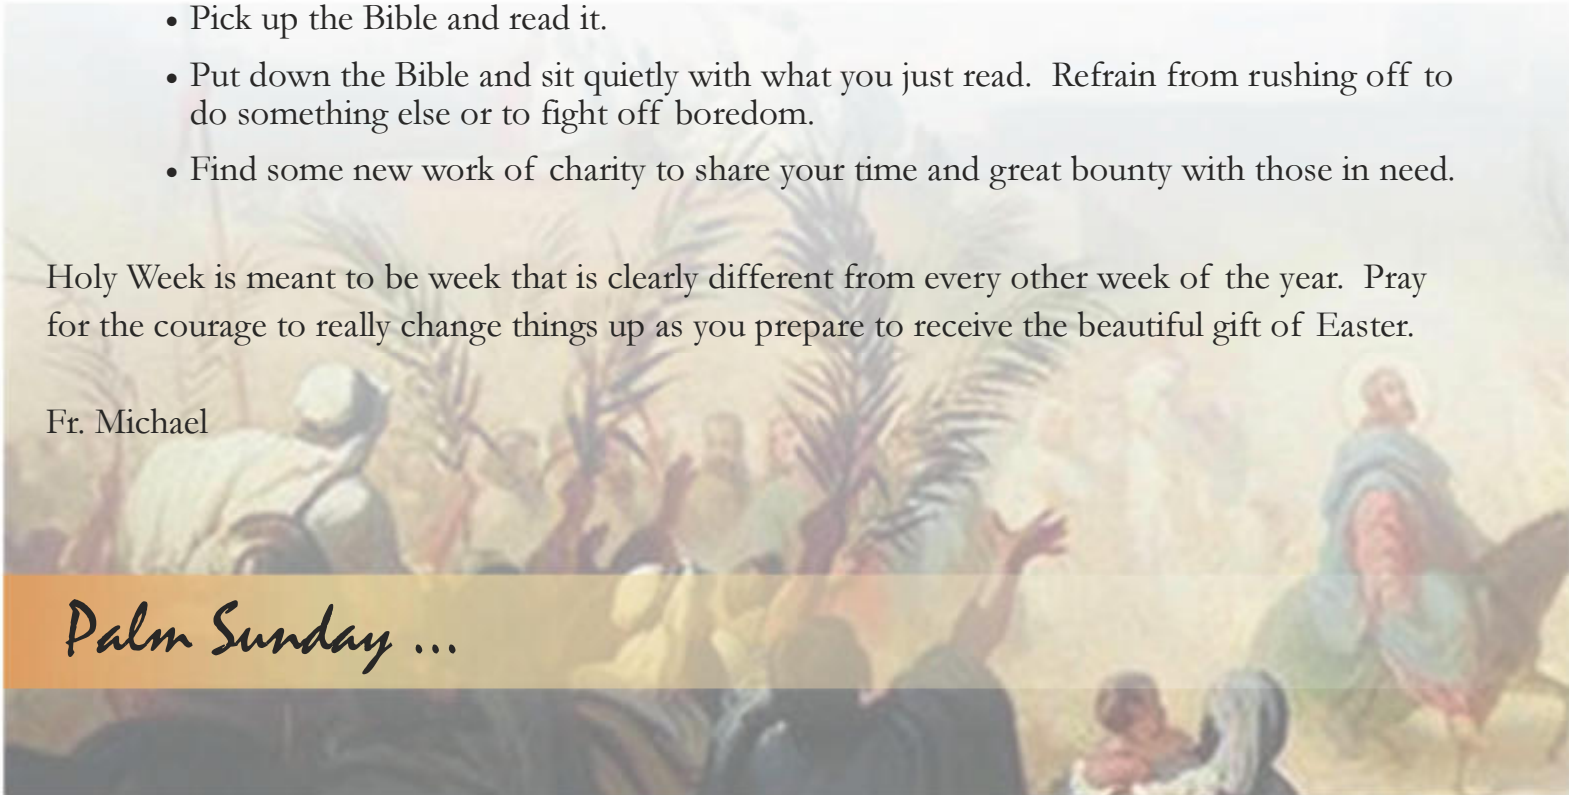 • Pick up the Bible and read it.
• Put down the Bible and sit quietly with what you just read.  Refrain from rushing off to
do something else or to fight off boredom.
• Find some new work of charity to share your time and great bounty with those in need.
Holy Week is meant to be week that is clearly different from every other week of the year.  Pray
for the courage to really change things up as you prepare to receive the beautiful gift of Easter.
Fr. Michael
Palm Sunday ...